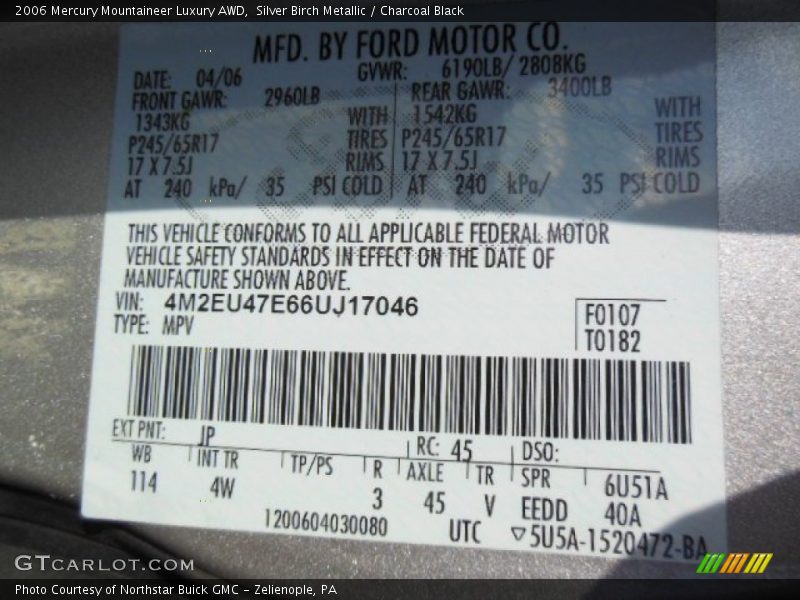 2006 Mercury Mountaineer Luxury AWD,  Silver Birch Metallic / Charcoal Black
MFD. BY FORD MOTOR CO.
DATE: 04/06 GVWR: 6190LB/ 2808KG
FRONT GAWR: 2960LB REAR GAWR: 3400LB
1343KG WITH 1542KG WITH
P245/65R17 TIRES P245/65R17 TIRES
17 X 7.5J RIMS 17 X 7.5J RIMS
AT 240 kPa/ 35 PSI COLD AT 240 kPa/ 35 PSI COLD
THIS VEHICLE CONFORMS TO ALL APPLICABLE FEDERAL MOTOR
VEHICLE SAFETY STANDARDS IN EFFECT ON THE DATE OF
MANUFACTURE SHOWN ABOVE.
VIN: 4M2EU47E66UJ17046 F0107
TYPE: MPV T0182
EXT PNT: JP RC: 45 DSO:
WB INT TR TP/PS R AXLE TR SPR 6U51A
114 4W 3 45 V EEDD 40A
1200604030080 UTC ▽5U5A-1520472-BA
GTCARLOT.COM
Photo Courtesy of Northstar Buick GMC – Zelienople, PA